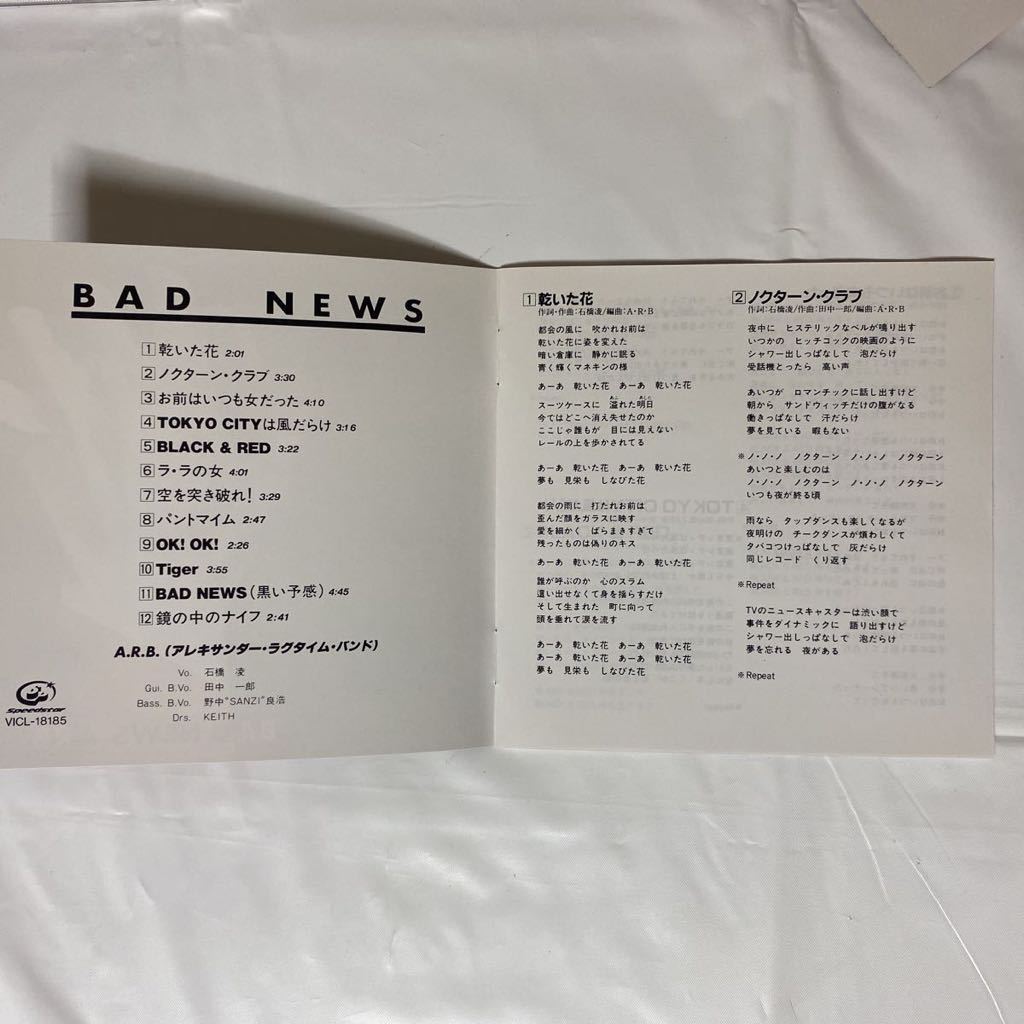 BAD NEWS
1 乾いた花 2:01
2 ノクターン・クラブ 3:30
3 お前はいつも女だった 4:10
4 TOKYO CITYは風だらけ 3:16
5 BLACK & RED 3:22
6 ラ・ラの女 4:01
7 空を突き破れ! 3:29
8 パントマイム 2:47
9 OK! OK! 2:26
10 Tiger 3:55
11 BAD NEWS(黒い予感) 4:45
12 鏡の中のナイフ 2:41
A.R.B.(アレキサンダー・ラグタイム・バンド)
Vo. 石橋 凌
Gui. B.Vo. 田中 一郎
Bass. B.Vo. 野中"SANZI"良浩
Drs. KEITH
Speedstar
VICL-18185
1 乾いた花
作詞・作曲:石橋凌/編曲:A・R・B
都会の風に 吹かれお前は
乾いた花に姿を変えた
暗い倉庫に 静かに眠る
青く輝くマネキンの様
あーあ 乾いた花 あーあ 乾いた花
スーツケースに 溢れた明日
今ではどこへ消え失せたのか
ここじゃ誰もが 目には見えない
レールの上を歩かされてる
あーあ 乾いた花 あーあ 乾いた花
夢も 見栄も しなびた花
都会の雨に 打たれお前は
歪んだ顔をガラスに映す
愛を細かく ばらまきすぎて
残ったものは偽りのキス
あーあ 乾いた花 あーあ 乾いた花
誰が呼ぶのか 心のスラム
這い出せなくて身を揺らすだけ
そして生まれた 町に向って
頭を垂れて涙を流す
あーあ 乾いた花 あーあ 乾いた花
あーあ 乾いた花 あーあ 乾いた花
夢も 見栄も しなびた花
2 ノクターン・クラブ
作詞:石橋凌/作曲:田中一郎/編曲:A・R・B
夜中に ヒステリックなベルが鳴り出す
いつかの ヒッチコックの映画のように
シャワー出しっぱなしで 泡だらけ
受話機とったら 高い声
あいつが ロマンチックに話し出すけど
朝から サンドウィッチだけの腹がなる
働きっぱなしで 汗だらけ
夢を見ている 暇もない
※ノ・ノ・ノ ノクターン ノ・ノ・ノ ノクターン
あいつと楽しむのは
ノ・ノ・ノ ノクターン ノ・ノ・ノ ノクターン
いつも夜が終る頃
雨なら タップダンスも楽しくなるが
夜明けの チークダンスが煩わしくて
タバコつけっぱなしで 灰だらけ
同じレコード くり返す
※Repeat
TVのニュースキャスターは渋い顔で
事件をダイナミックに 語り出すけど
シャワー出しっぱなしで 泡だらけ
夢を忘れる 夜がある
※Repeat